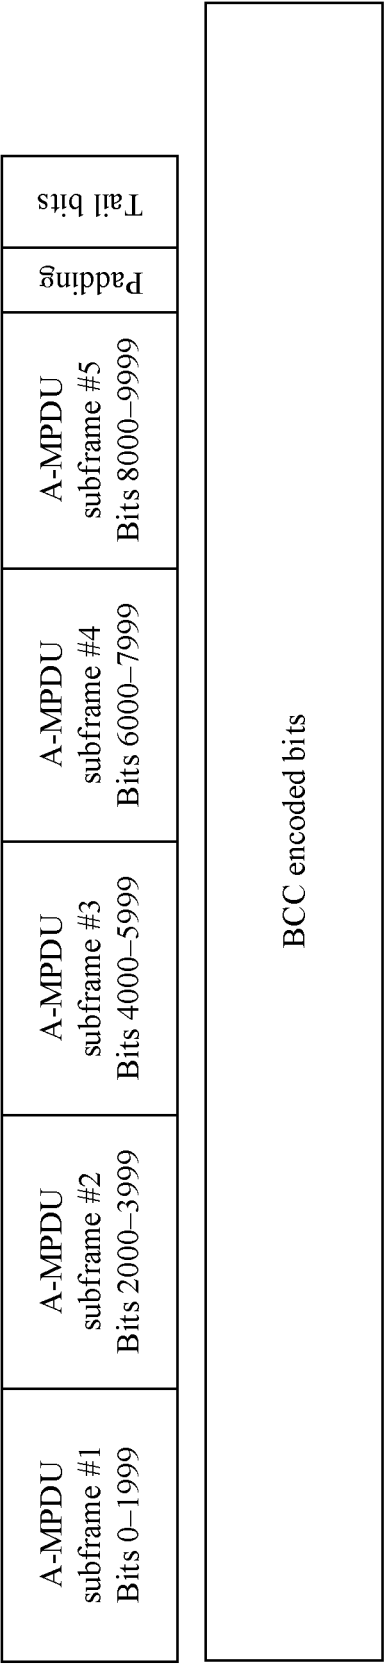 A-MPDU
subframe #1
Bits 0–1999
A-MPDU
subframe #2
Bits 2000–3999
A-MPDU
subframe #3
Bits 4000–5999
A-MPDU
subframe #4
Bits 6000–7999
A-MPDU
subframe #5
Bits 8000–9999
Padding
Tail bits
BCC encoded bits